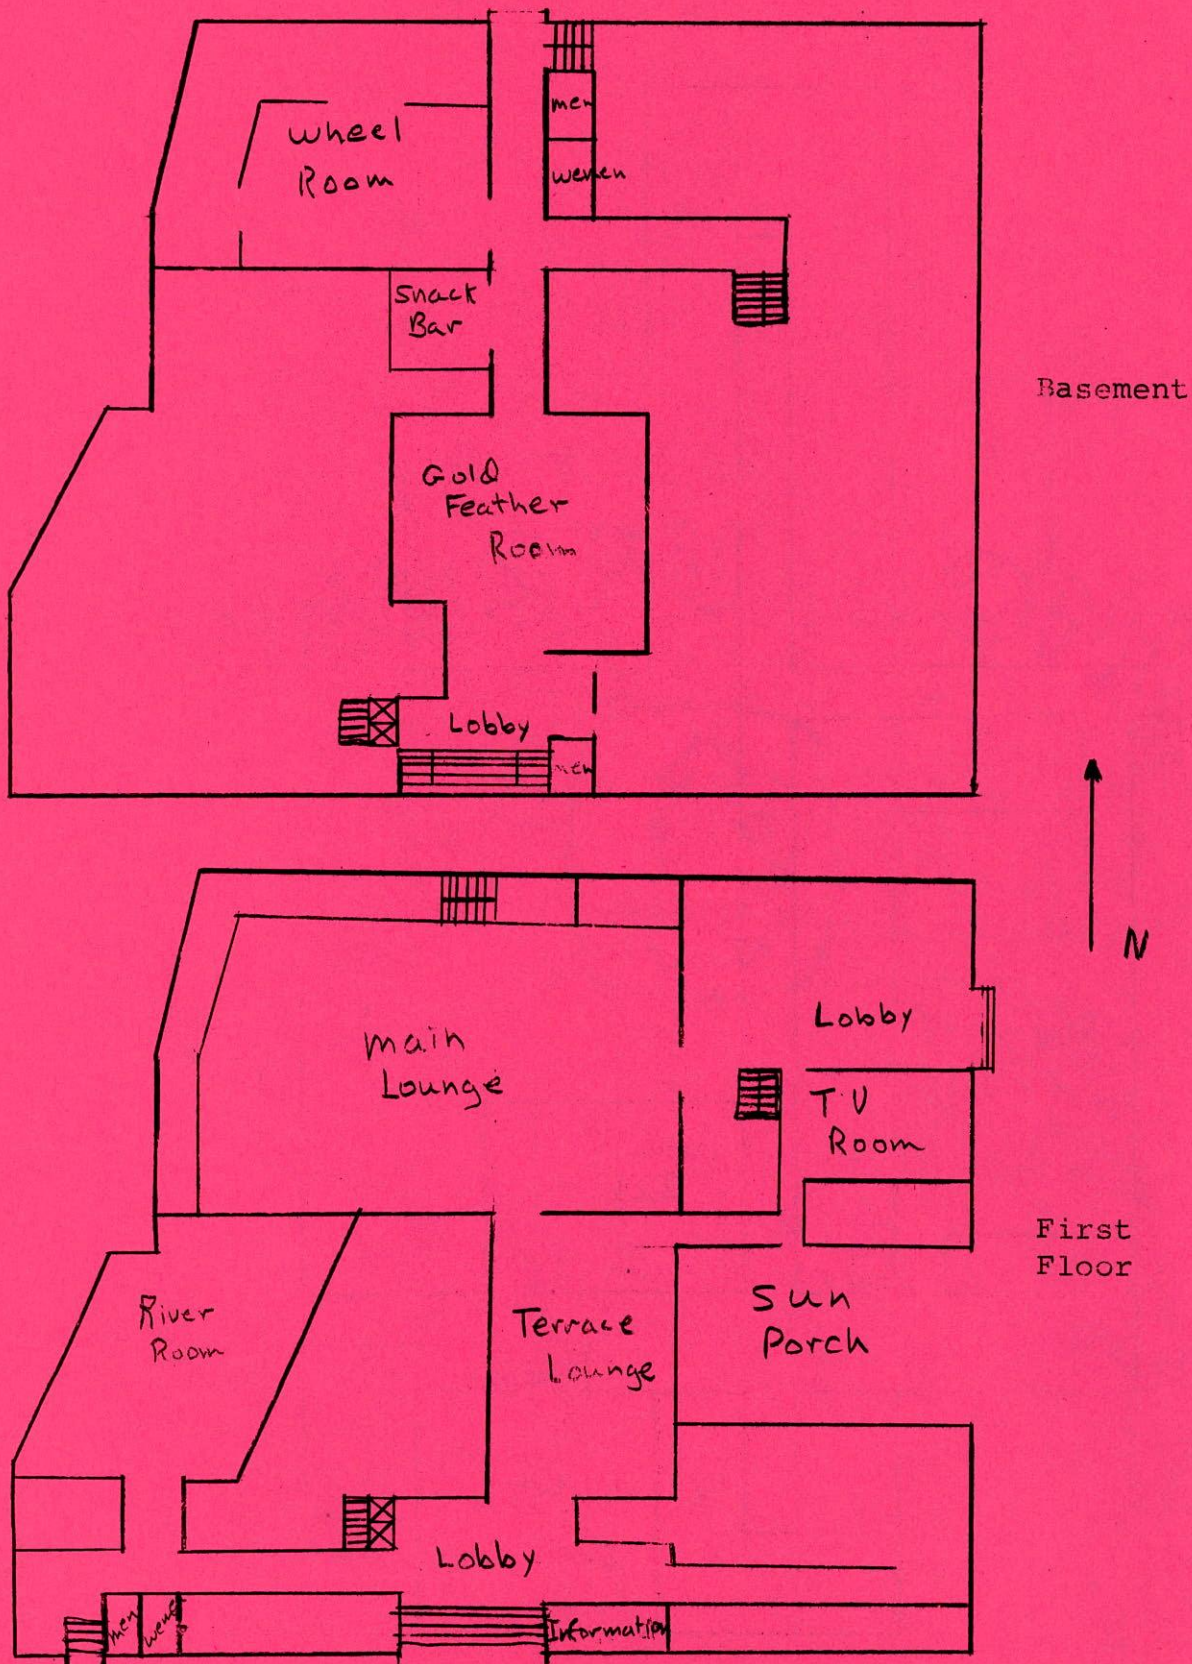 men
Wheel
Room
women
Snack
Bar
Basement
Gold
Feather
Room
Lobby
men
N
Lobby
Main
Lounge
TV
Room
First
Floor
River
Room
Sun
Porch
Terrace
Lounge
Lobby
men
Information